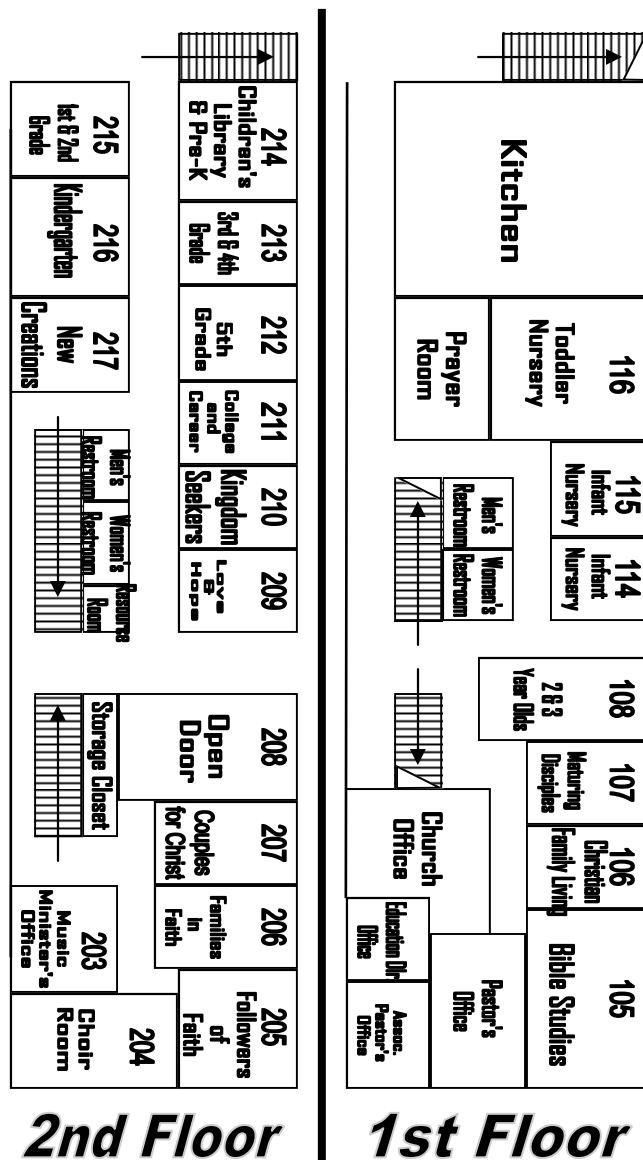 215
1st & 2nd
Grade
216
Kindergarten
217
New
Creations
Men's
Restroom
Women's
Restroom
Resource
Room
Storage Closet
203
Music
Minister's
Office
204
Choir
Room
214
Children's
Library
& Pre-K
213
3rd & 4th
Grade
212
5th
Grade
211
College
and
Career
210
Kingdom
Seekers
209
Love
&
Hope
208
Open
Door
207
Couples
for Christ
206
Families
in
Faith
205
Followers
of
Faith
2nd Floor
Kitchen
Prayer
Room
116
Toddler
Nursery
115
Infant
Nursery
114
Infant
Nursery
Men's
Restroom
Women's
Restroom
108
2 & 3
Year Olds
107
Maturing
Disciples
106
Christian
Family Living
105
Bible Studies
Church
Office
Education Dir.
Office
Pastor's
Office
Assoc.
Pastor's
Office
1st Floor